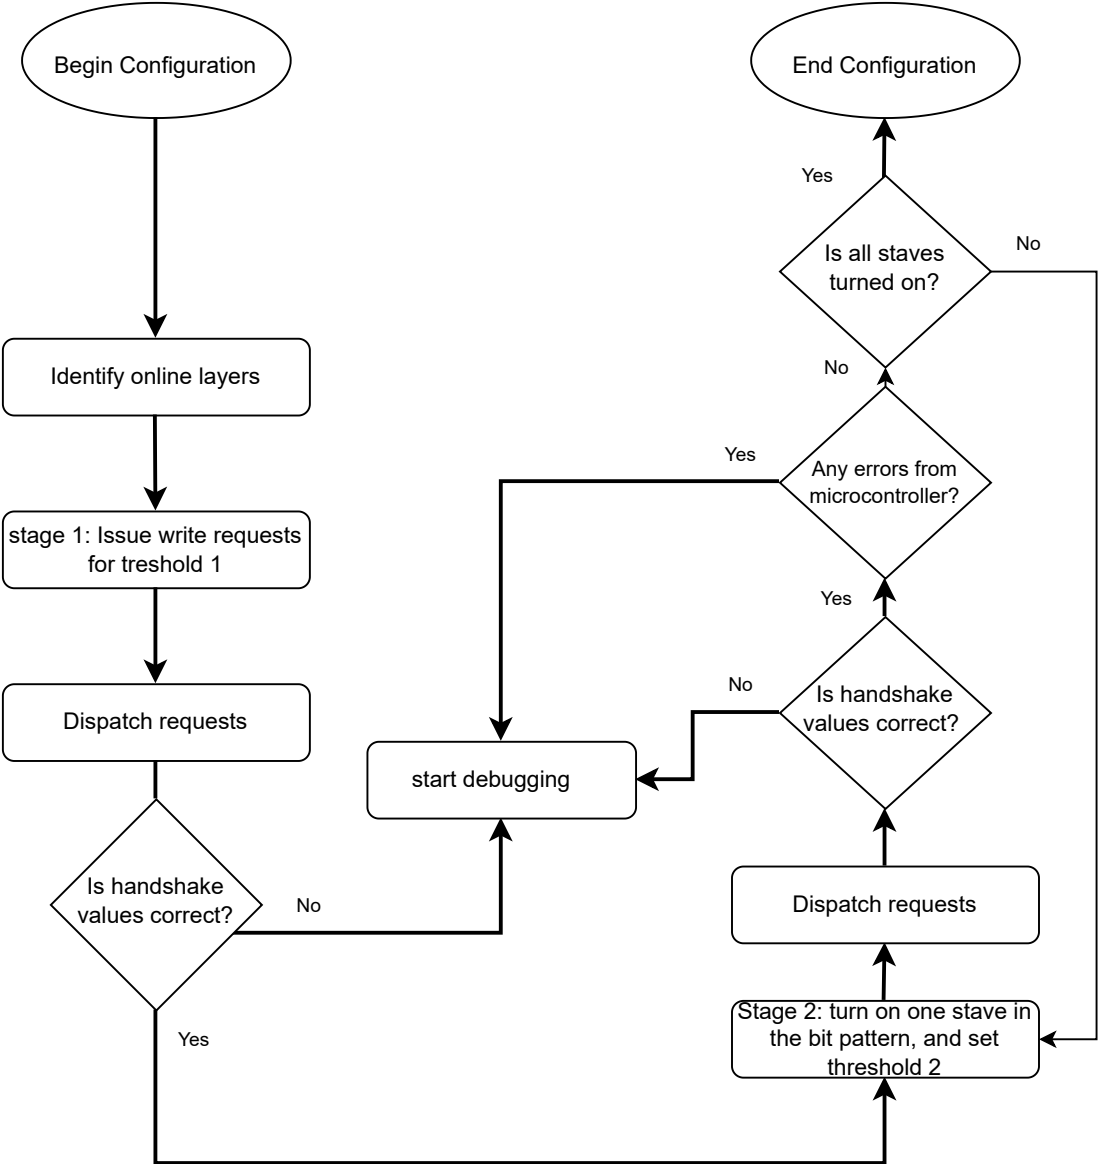 Begin Configuration
Identify online layers
stage 1: Issue write requests
for treshold 1
Dispatch requests
Is handshake
values correct?
No
Yes
start debugging
End Configuration
Yes
Is all staves
turned on?
No
No
Any errors from
microcontroller?
Yes
Yes
Is handshake
values correct?
No
Dispatch requests
Stage 2: turn on one stave in
the bit pattern, and set
threshold 2